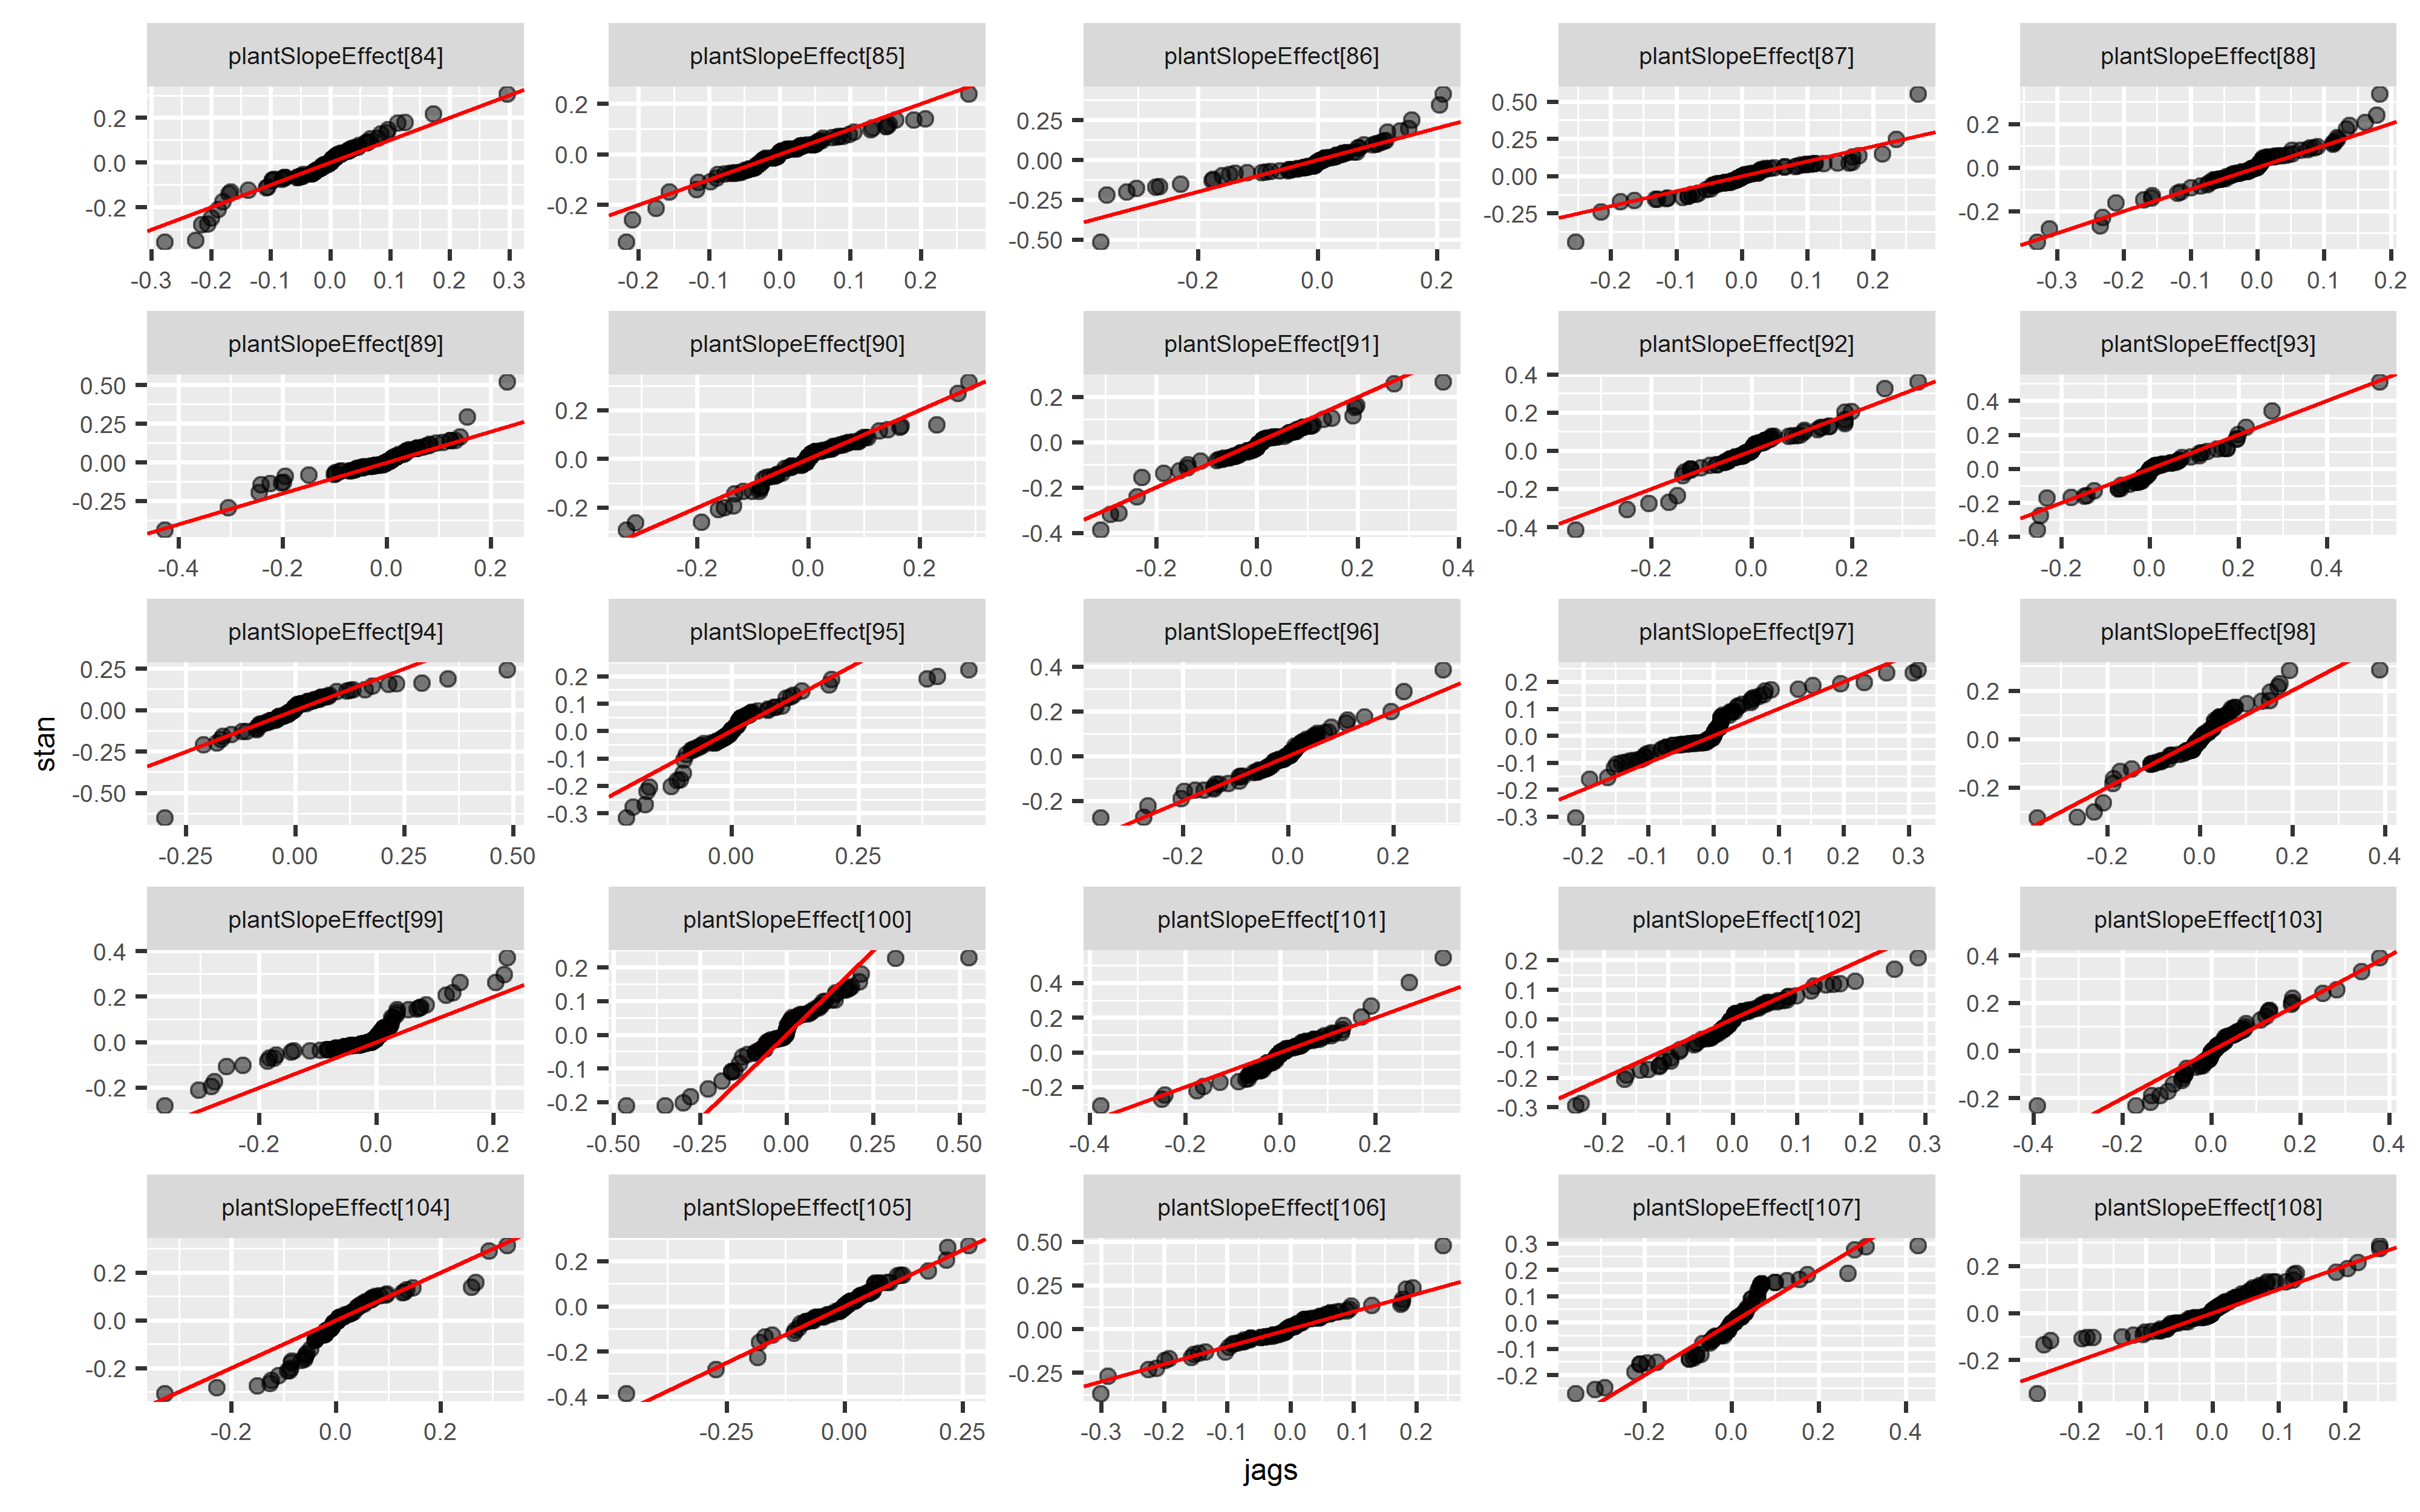 plantSlopeEffect[84] plantSlopeEffect[85] plantSlopeEffect[86] plantSlopeEffect[87] plantSlopeEffect[88]
0.2 0.0 -0.2
0.2 0.0 -0.2
0.25 0.00 -0.25 -0.50
0.50 0.25 0.00 -0.25
0.2 0.0 -0.2
-0.3 -0.2 -0.1 0.0 0.1 0.2 0.3
-0.2 -0.1 0.0 0.1 0.2
-0.2 0.0 0.2
-0.2 -0.1 0.0 0.1 0.2
-0.3 -0.2 -0.1 0.0 0.1 0.2
plantSlopeEffect[89] plantSlopeEffect[90] plantSlopeEffect[91] plantSlopeEffect[92] plantSlopeEffect[93]
0.50 0.25 0.00 -0.25
0.2 0.0 -0.2
0.2 0.0 -0.2 -0.4
0.4 0.2 0.0 -0.2 -0.4
0.4 0.2 0.0 -0.2 -0.4
-0.4 -0.2 0.0 0.2
-0.2 0.0 0.2
-0.2 0.0 0.2 0.4
-0.2 0.0 0.2
-0.2 0.0 0.2 0.4
plantSlopeEffect[94] plantSlopeEffect[95] plantSlopeEffect[96] plantSlopeEffect[97] plantSlopeEffect[98]
0.25 0.00 -0.25 -0.50
0.2 0.1 0.0 -0.1 -0.2 -0.3
0.4 0.2 0.0 -0.2
0.2 0.1 0.0 -0.1 -0.2 -0.3
0.2 0.0 -0.2
-0.25 0.00 0.25 0.50
0.00 0.25
-0.2 0.0 0.2
-0.2 -0.1 0.0 0.1 0.2 0.3
-0.2 0.0 0.2 0.4
stan
plantSlopeEffect[99] plantSlopeEffect[100] plantSlopeEffect[101] plantSlopeEffect[102] plantSlopeEffect[103]
0.4 0.2 0.0 -0.2
0.2 0.1 0.0 -0.1 -0.2
0.4 0.2 0.0 -0.2
0.2 0.1 0.0 -0.1 -0.2 -0.3
0.4 0.2 0.0 -0.2
-0.2 0.0 0.2
-0.50 -0.25 0.00 0.25 0.50
-0.4 -0.2 0.0 0.2
-0.2 -0.1 0.0 0.1 0.2 0.3
-0.4 -0.2 0.0 0.2 0.4
plantSlopeEffect[104] plantSlopeEffect[105] plantSlopeEffect[106] plantSlopeEffect[107] plantSlopeEffect[108]
0.2 0.0 -0.2
0.2 0.0 -0.2 -0.4
0.50 0.25 0.00 -0.25
0.3 0.2 0.1 0.0 -0.1 -0.2
0.2 0.0 -0.2
-0.2 0.0 0.2
-0.25 0.00 0.25
-0.3 -0.2 -0.1 0.0 0.1 0.2
-0.2 0.0 0.2 0.4
-0.2 -0.1 0.0 0.1 0.2
jags